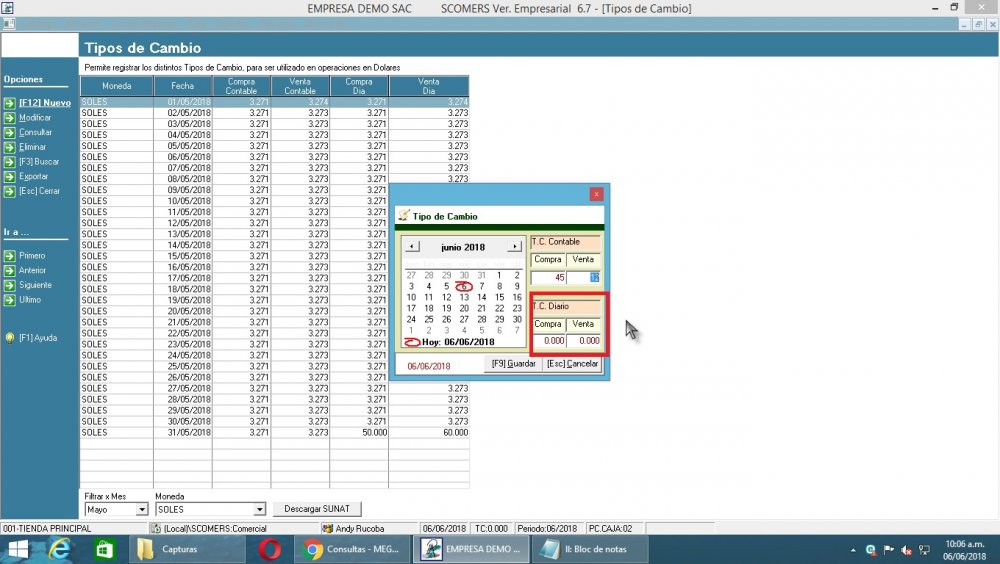 EMPRESA DEMO SAC SCOMERS Ver. Empresarial 6.7 - [Tipos de Cambio]
Tipos de Cambio
Permite registrar los distintos Tipos de Cambio, para ser utilizado en operaciones en Dolares
Opciones
[F12] Nuevo
Modificar
Consultar
Eliminar
[F3] Buscar
Exportar
[Esc] Cerrar
Ir a ...
Primero
Anterior
Siguiente
Ultimo
[F1] Ayuda
Moneda Fecha Compra Contable Venta Contable Compra Dia Venta Dia
SOLES 01/05/2018 3.271 3.274 3.271 3.274
SOLES 02/05/2018 3.271 3.273 3.271 3.273
SOLES 03/05/2018 3.271 3.273 3.271 3.273
SOLES 04/05/2018 3.271 3.273 3.271 3.273
SOLES 05/05/2018 3.271 3.273 3.271 3.273
SOLES 06/05/2018 3.271 3.273 3.271 3.273
SOLES 07/05/2018 3.271 3.273 3.271 3.273
SOLES 08/05/2018 3.271 3.273 3.271 3.273
SOLES 09/05/2018 3.271 3.273 3.271
SOLES 10/05/2018 3.271 3.273 3.271
SOLES 11/05/2018 3.271 3.273 3.271
SOLES 12/05/2018 3.271 3.273 3.271
SOLES 13/05/2018 3.271 3.273 3.271
SOLES 14/05/2018 3.271 3.273 3.271
SOLES 15/05/2018 3.271 3.273 3.271
SOLES 16/05/2018 3.271 3.273 3.271
SOLES 17/05/2018 3.271 3.273 3.271
SOLES 18/05/2018 3.271 3.273 3.271
SOLES 19/05/2018 3.271 3.273 3.271
SOLES 20/05/2018 3.271 3.273 3.271
SOLES 21/05/2018 3.271 3.273 3.271
SOLES 22/05/2018 3.271 3.273 3.271
SOLES 23/05/2018 3.271 3.273 3.271
SOLES 24/05/2018 3.271 3.273 3.271
SOLES 25/05/2018 3.271 3.273 3.271
SOLES 26/05/2018 3.271 3.273 3.271
SOLES 27/05/2018 3.271 3.273 3.271 3.273
SOLES 28/05/2018 3.271 3.273 3.271 3.273
SOLES 29/05/2018 3.271 3.273 3.271 3.273
SOLES 30/05/2018 3.271 3.273 3.271 3.273
SOLES 31/05/2018 3.271 3.273 50.000 60.000
Tipo de Cambio
junio 2018
27 28 29 30 31 1 2
3 4 5 6 7 8 9
10 11 12 13 14 15 16
17 18 19 20 21 22 23
24 25 26 27 28 29 30
1 2 3 4 5 6 7
Hoy: 06/06/2018
T.C. Contable
Compra Venta
45 12
T.C. Diario
Compra Venta
0.000 0.000
06/06/2018
[F9] Guardar [Esc] Cancelar
Filtrar x Mes Moneda
Mayo SOLES Descargar SUNAT
001-TIENDA PRINCIPAL (Local)\SCOMERS:Comercial Andy Rucoba 06/06/2018 TC:0.000 Periodo:06/2018 PC.CAJA:02
Capturas Consultas - MEG... EMPRESA DEMO ... II: Bloc de notas
10:06 a.m.
06/06/2018